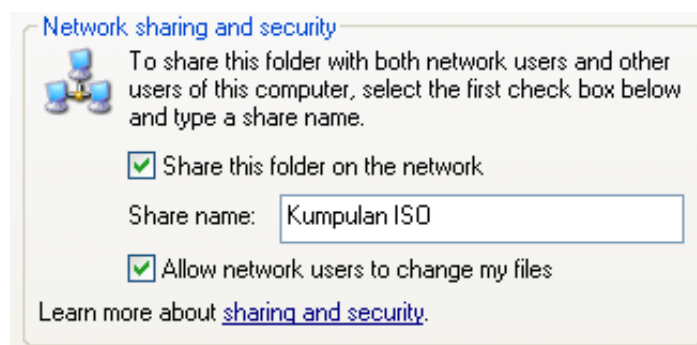 Network sharing and security
To share this folder with both network users and other
users of this computer, select the first check box below
and type a share name.
Share this folder on the network
Share name: Kumpulan ISO
Allow network users to change my files
Learn more about sharing and security.